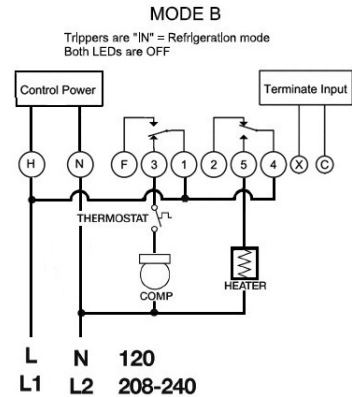 MODE B
Trippers are "IN" = Refrigeration mode
Both LEDs are OFF
Control Power
Terminate Input
H N F 3 1 2 5 4 X C
THERMOSTAT
COMP
HEATER
L N 120
L1 L2 208-240